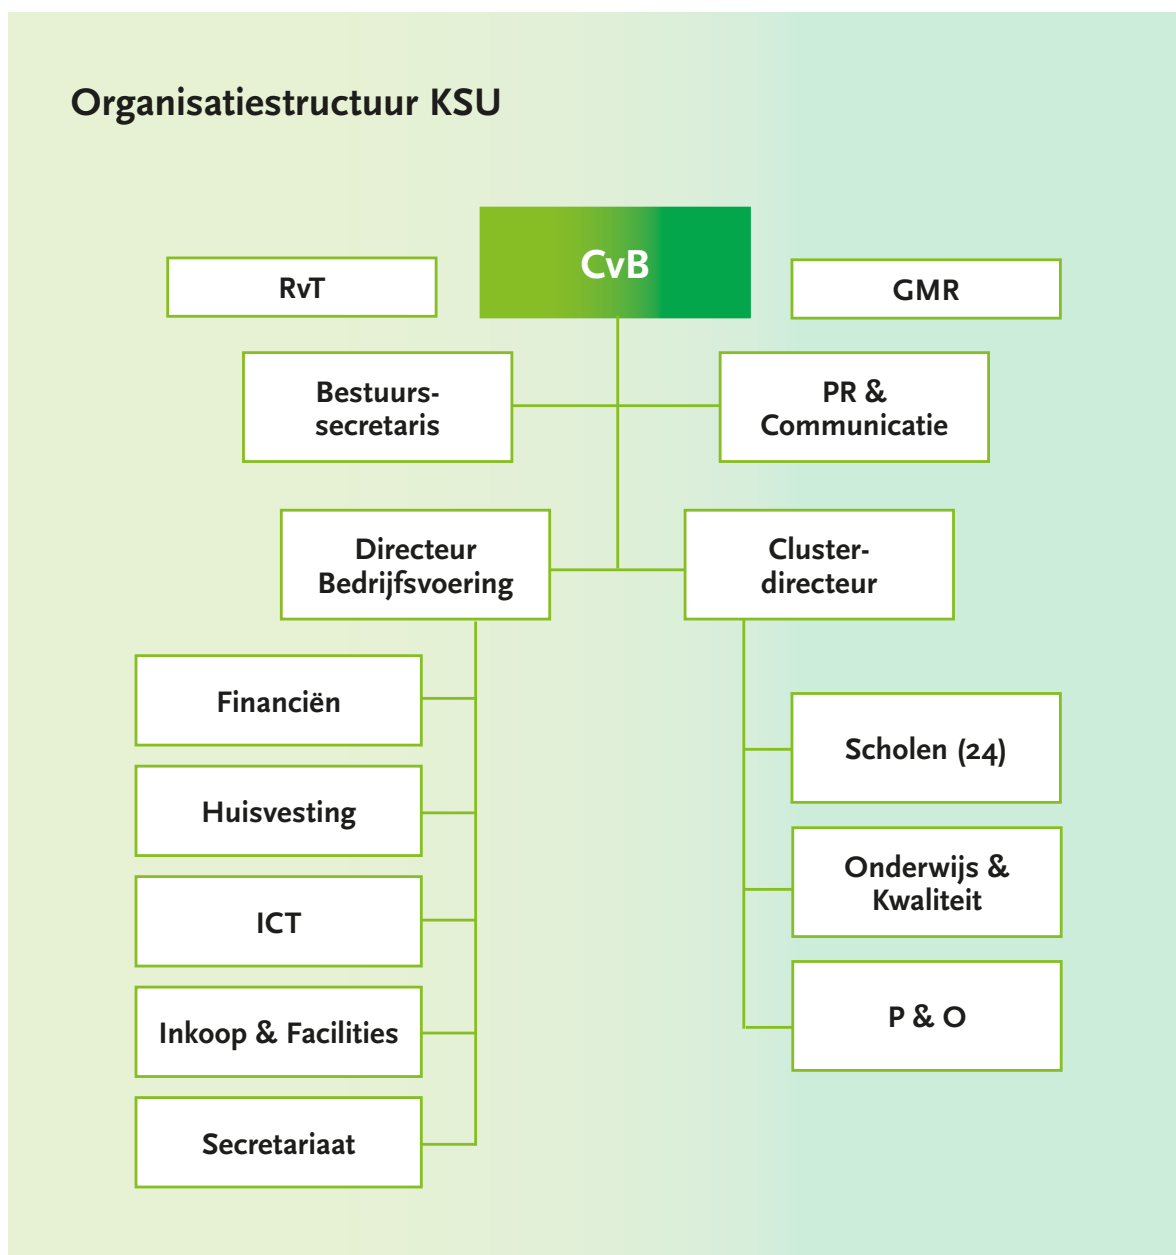 Organisatiestructuur KSU
CvB
RvT
GMR
Bestuurs-
secretaris
PR &
Communicatie
Directeur
Bedrijfsvoering
Cluster-
directeur
Financiën
Huisvesting
ICT
Inkoop & Facilities
Secretariaat
Scholen (24)
Onderwijs &
Kwaliteit
P & O